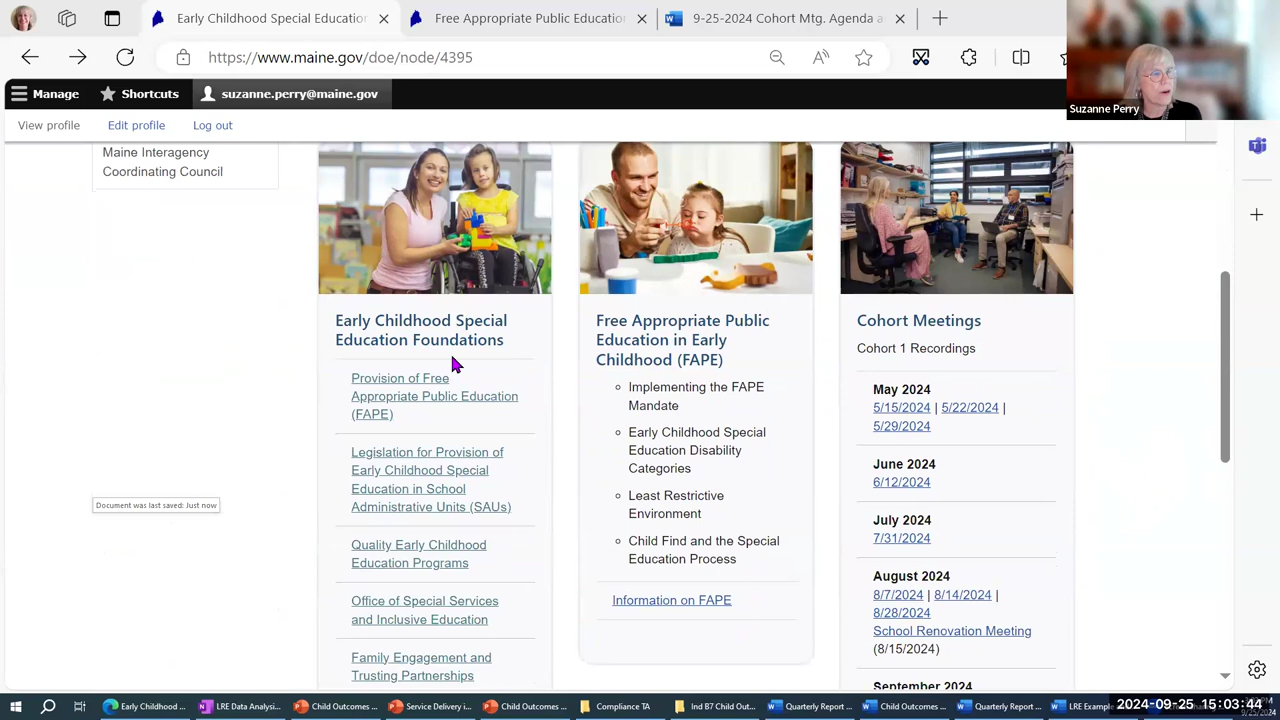 Early Childhood Special Education
Free Appropriate Public Education
9-25-2024 Cohort Mtg. Agenda a
https://www.maine.gov/doe/node/4395
Manage
Shortcuts
suzanne.perry@maine.gov
View profile
Edit profile
Log out
Suzanne Perry
Maine Interagency
Coordinating Council
Document was last saved: Just now
Early Childhood Special
Education Foundations
Provision of Free
Appropriate Public Education
(FAPE)
Legislation for Provision of
Early Childhood Special
Education in School
Administrative Units (SAUs)
Quality Early Childhood
Education Programs
Office of Special Services
and Inclusive Education
Family Engagement and
Trusting Partnerships
Free Appropriate Public
Education in Early
Childhood (FAPE)
Implementing the FAPE
Mandate
Early Childhood Special
Education Disability
Categories
Least Restrictive
Environment
Child Find and the Special
Education Process
Information on FAPE
Cohort Meetings
Cohort 1 Recordings
May 2024
5/15/2024 | 5/22/2024 |
5/29/2024
June 2024
6/12/2024
July 2024
7/31/2024
August 2024
8/7/2024 | 8/14/2024 |
8/28/2024
School Renovation Meeting
(8/15/2024)
September 2024
Early Childhood ...
LRE Data Analysi...
Child Outcomes ...
Service Delivery i...
Child Outcomes ...
Compliance TA
Ind B7 Child Out...
Quarterly Report ...
Child Outcomes ...
Quarterly Report ...
LRE Example
2024-09-25 15:03:44